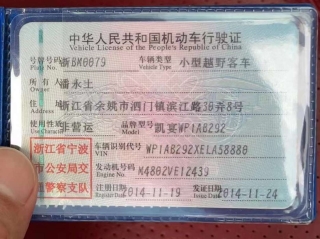 中华人民共和国机动车行驶证
Vehicle License of the People's Republic of China
号牌号码 浙BK0079 车辆类型 小型越野客车
Plate No. Vehicle Type
所有人 潘永土
Owner
住址 浙江省余姚市泗门镇滨江路38弄8号
Address
使用性质 非营运 品牌型号 凯宴WP1AG292
Use Character Model
浙江省宁波 车辆识别代号 WP1AG292XELA58888
VIN
市公安局交 发动机号码 M4802VE12439
Engine No.
通警察支队 注册日期 2014-11-19 发证日期 2014-11-24
Register Date Issue Date